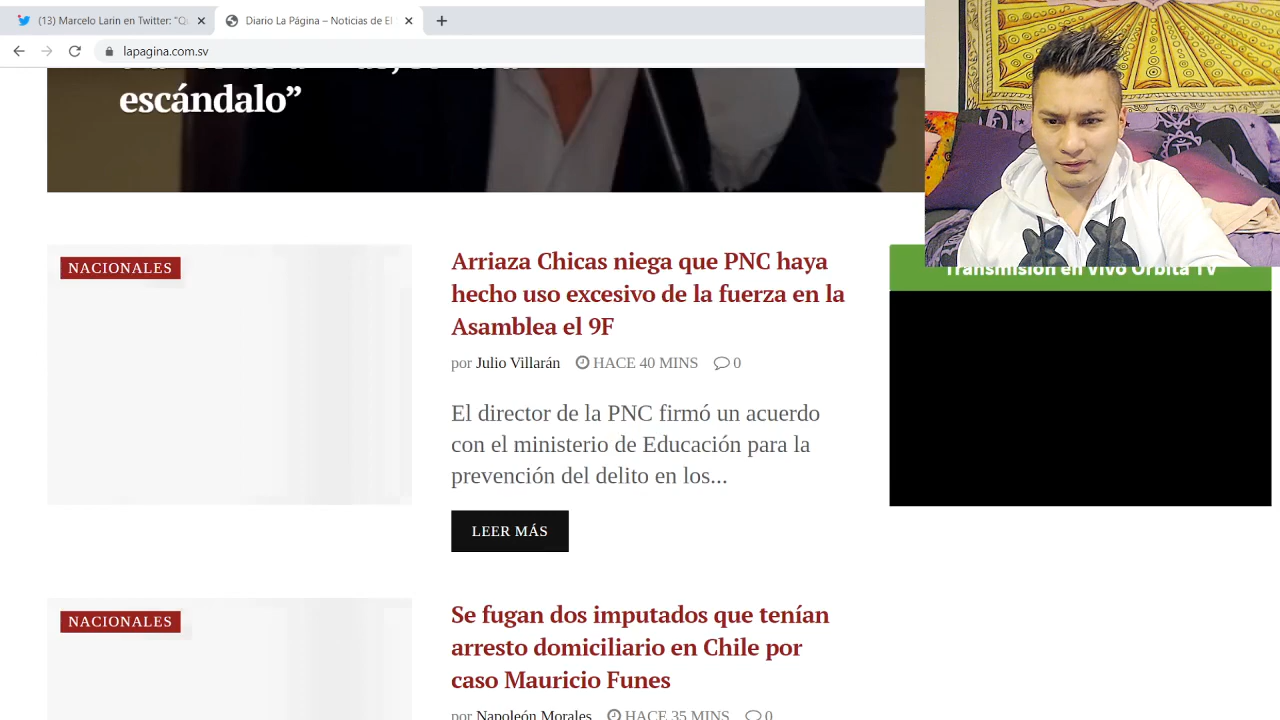 (13) Marcelo Larin en Twitter: "Q
Diario La Página – Noticias de El
lapagina.com.sv
escándalo”
NACIONALES
Arriaza Chicas niega que PNC haya
hecho uso excesivo de la fuerza en la
Asamblea el 9F
por Julio Villarán HACE 40 MINS 0
El director de la PNC firmó un acuerdo
con el ministerio de Educación para la
prevención del delito en los...
LEER MÁS
Transmisión en vivo Órbita TV
NACIONALES
Se fugan dos imputados que tenían
arresto domiciliario en Chile por
caso Mauricio Funes
por Napoleón Morales HACE 35 MINS 0